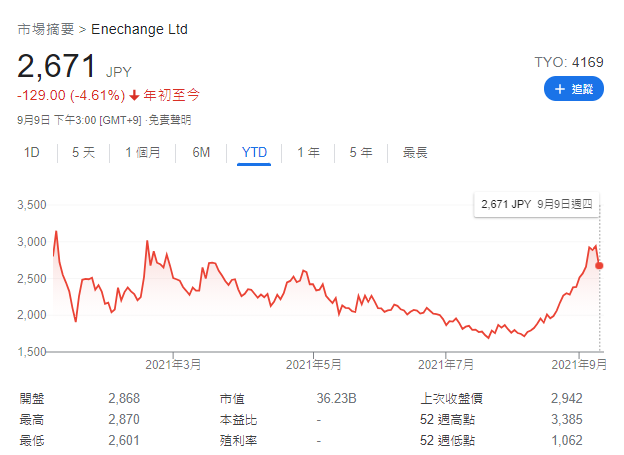 市場摘要 > Enechange Ltd
2,671 JPY TYO: 4169
-129.00 (-4.61%) 年初至今 + 追蹤
9月9日 下午3:00 [GMT+9] · 免責聲明
1D 5 天 1 個月 6M YTD 1 年 5 年 最長
2,671 JPY 9月9日週四
3,500
3,000
2,500
2,000
1,500
2021年3月 2021年5月 2021年7月 2021年9月
開盤 2,868 市值 36.23B 上次收盤價 2,942
最高 2,870 本益比 - 52 週高點 3,385
最低 2,601 殖利率 - 52 週低點 1,062